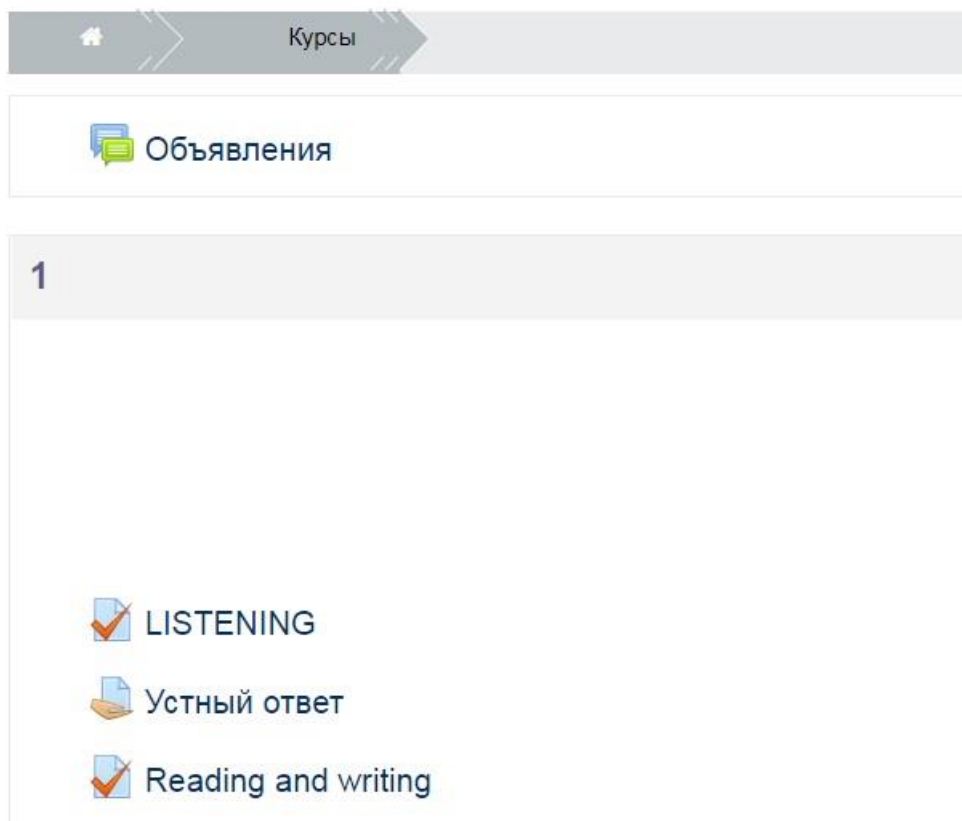 Курсы
Объявления
1
LISTENING
Устный ответ
Reading and writing